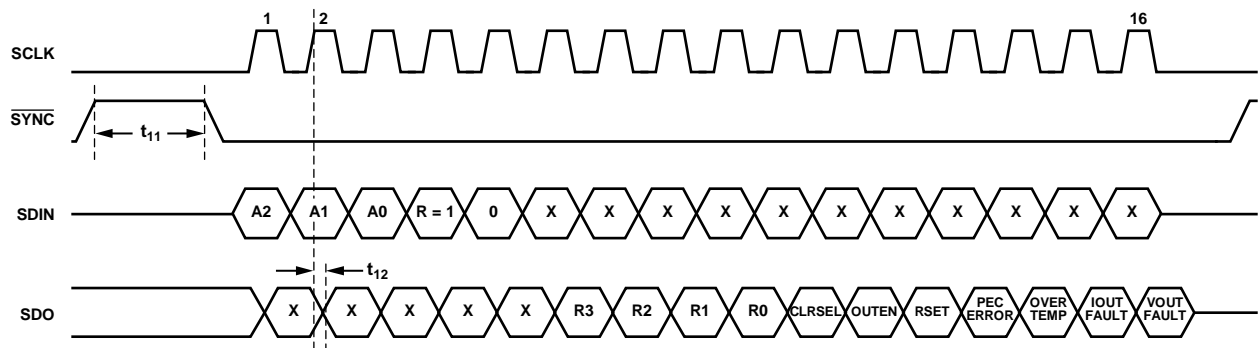 1 2 16
SCLK
SYNC
t11
SDIN A2 A1 A0 R = 1 0 X X X X X X X X X X X
t12
SDO X X X X X R3 R2 R1 R0 CLRSEL OUTEN RSET PEC ERROR OVER TEMP IOUT FAULT VOUT FAULT